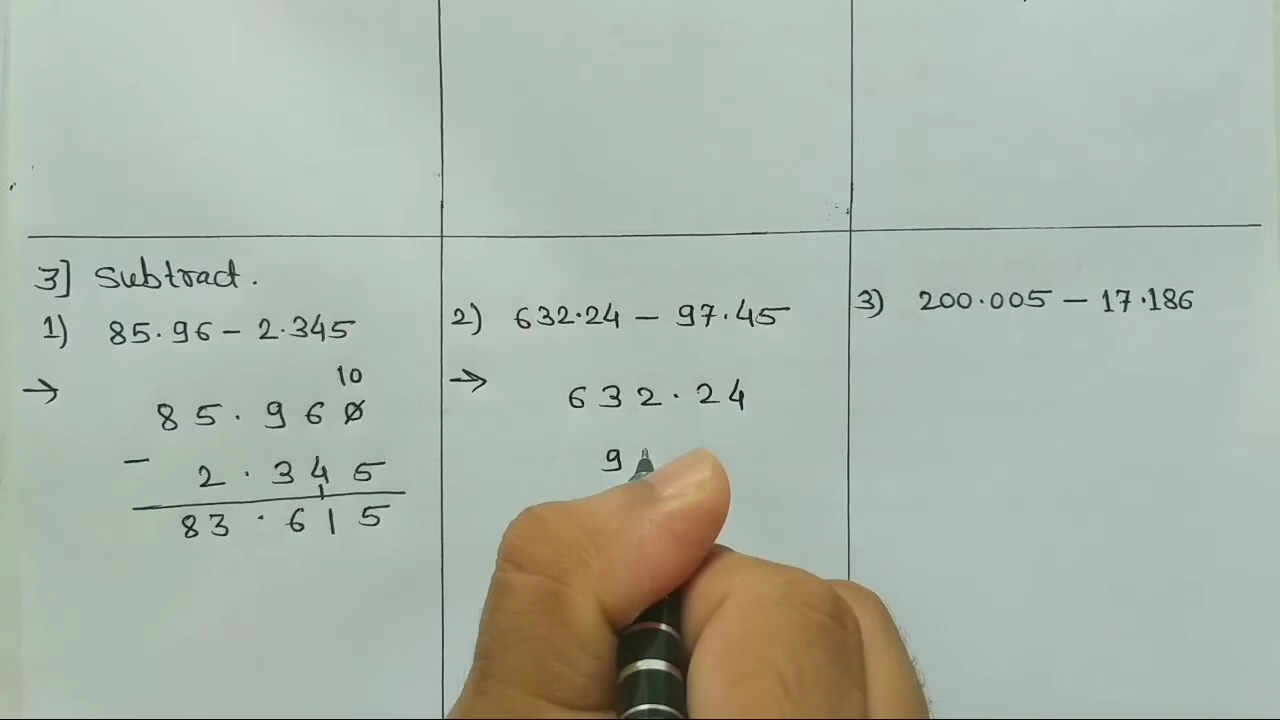 3] Subtract.
1) 85.96 - 2.345
→
10
85.960
- 2.345
1
83.615
2) 632.24 - 97.45
→ 632.24
9
3) 200.005 - 17.186